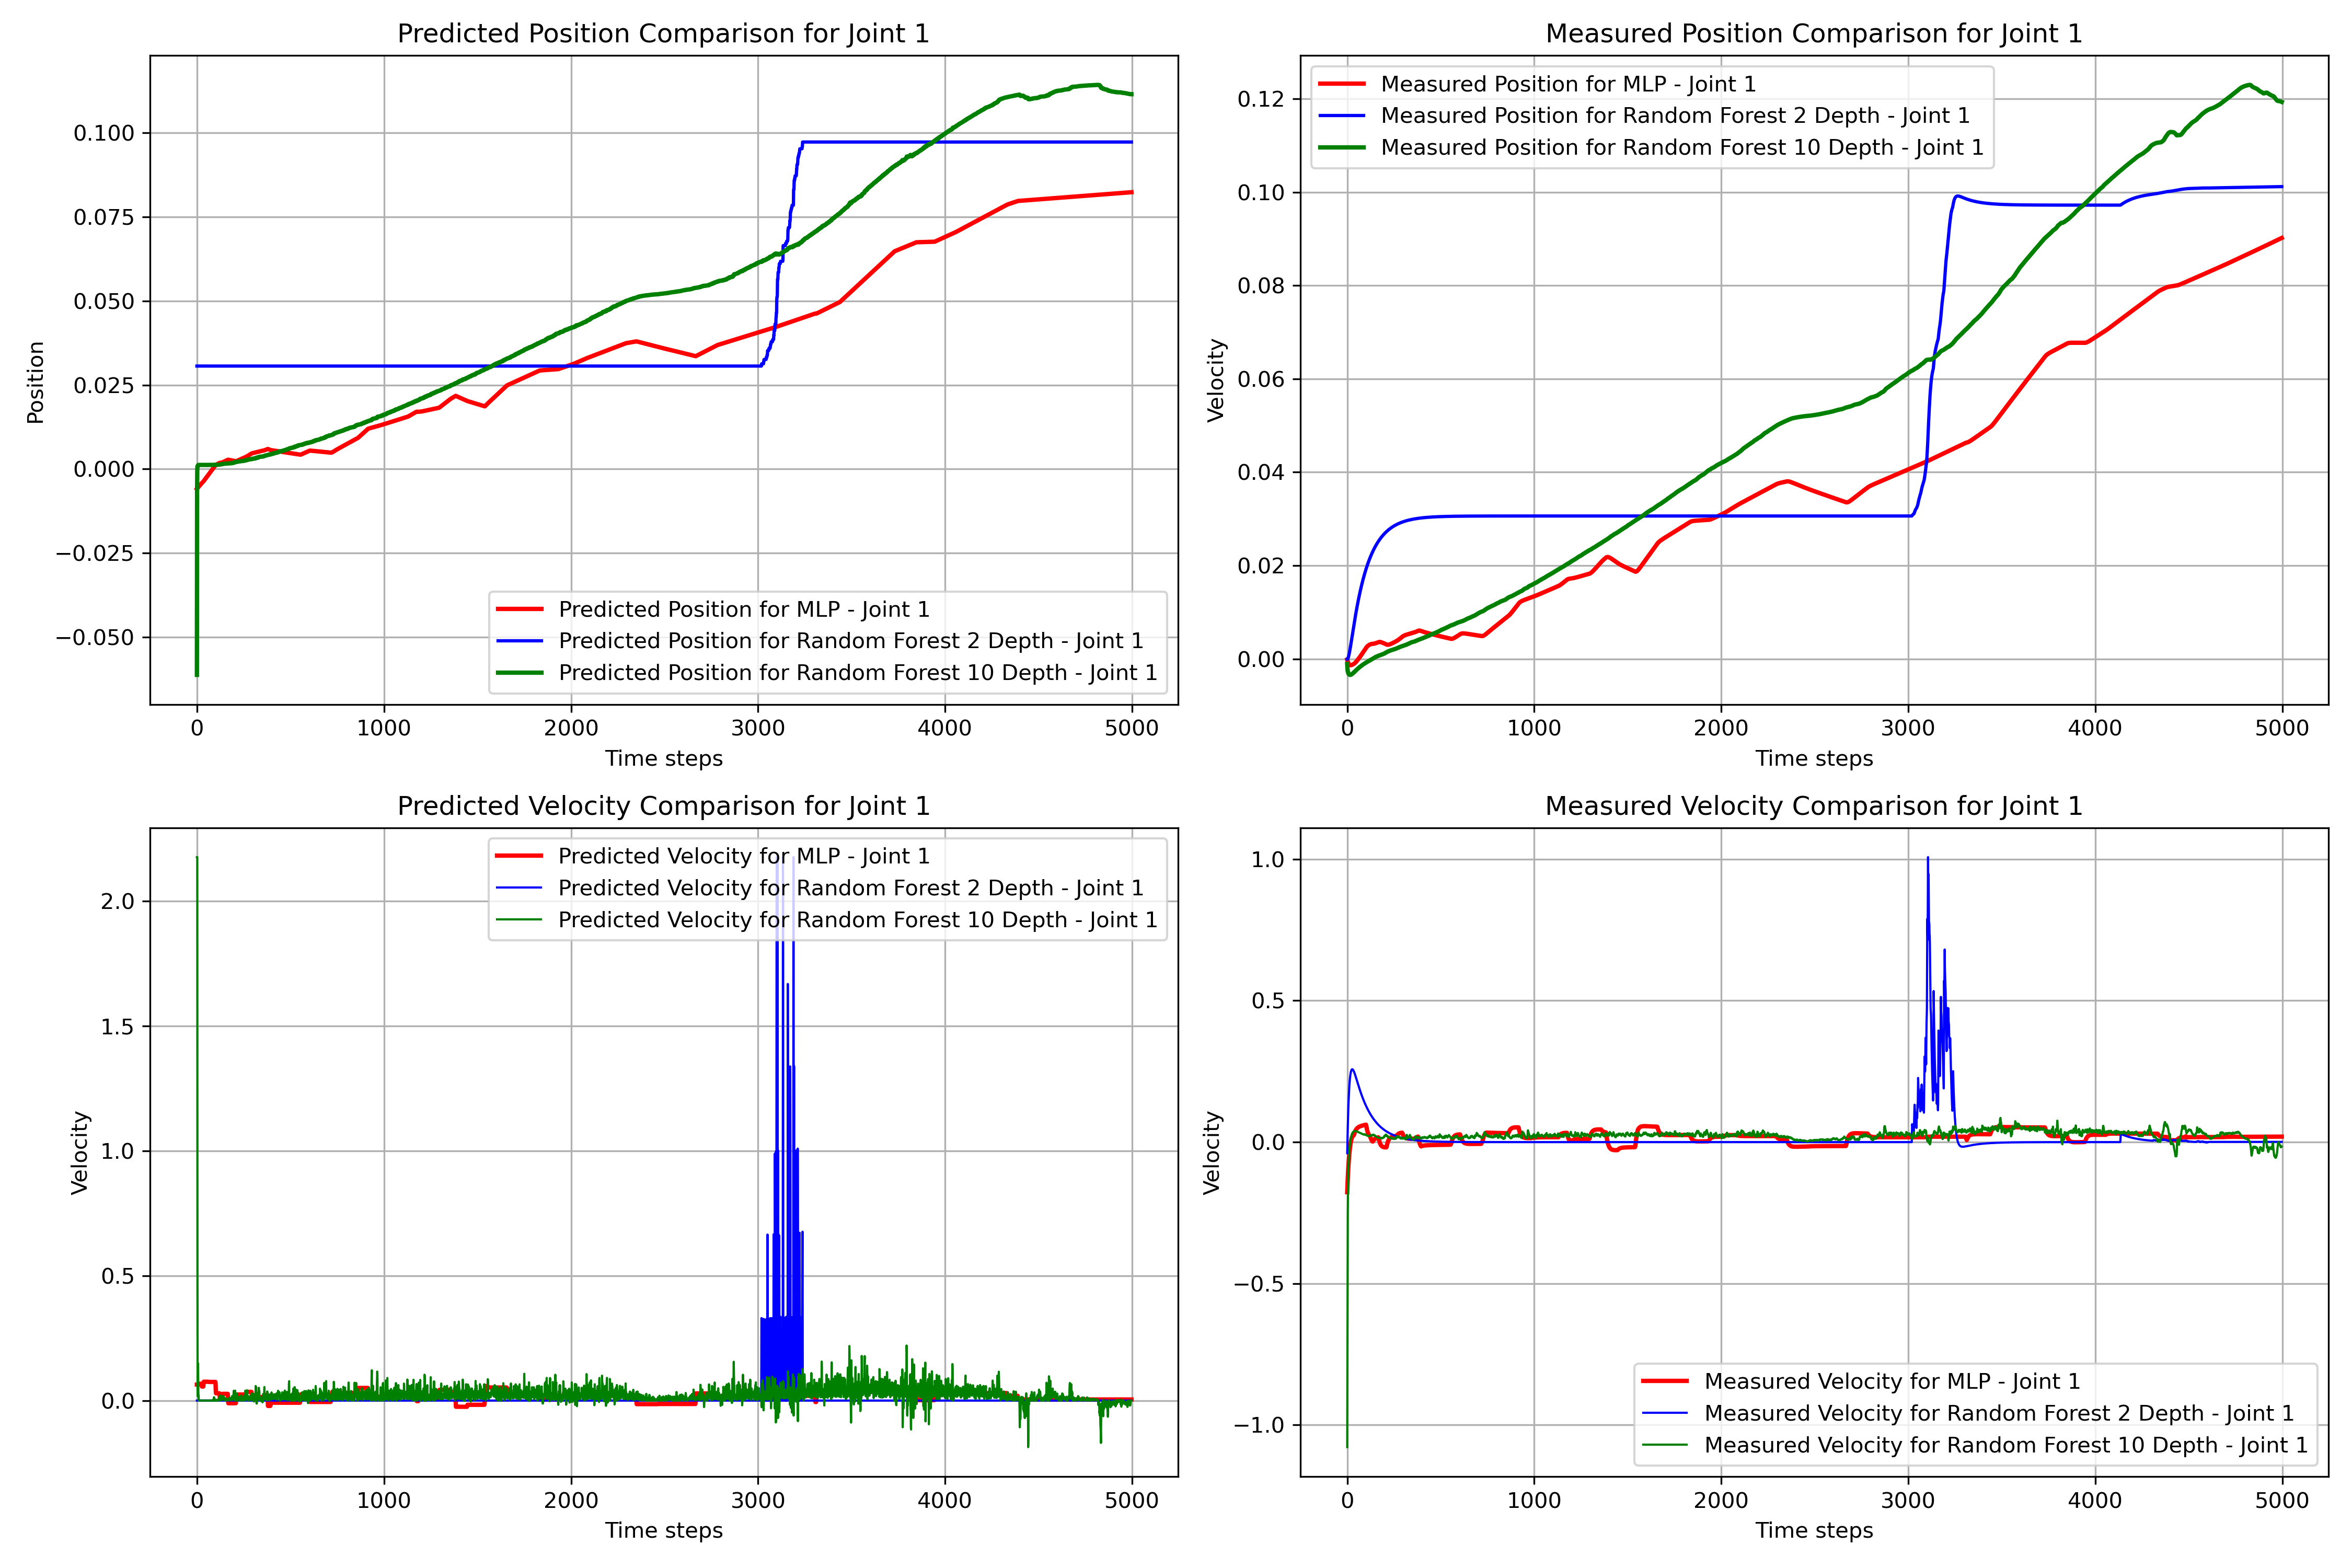 Predicted Position Comparison for Joint 1
Position
0.100
0.075
0.050
0.025
0.000
−0.025
−0.050
Predicted Position for MLP - Joint 1
Predicted Position for Random Forest 2 Depth - Joint 1
Predicted Position for Random Forest 10 Depth - Joint 1
0 1000 2000 3000 4000 5000
Time steps
Measured Position Comparison for Joint 1
Velocity
Measured Position for MLP - Joint 1
Measured Position for Random Forest 2 Depth - Joint 1
Measured Position for Random Forest 10 Depth - Joint 1
0.12
0.10
0.08
0.06
0.04
0.02
0.00
0 1000 2000 3000 4000 5000
Time steps
Predicted Velocity Comparison for Joint 1
Velocity
Predicted Velocity for MLP - Joint 1
Predicted Velocity for Random Forest 2 Depth - Joint 1
Predicted Velocity for Random Forest 10 Depth - Joint 1
2.0
1.5
1.0
0.5
0.0
0 1000 2000 3000 4000 5000
Time steps
Measured Velocity Comparison for Joint 1
Velocity
1.0
0.5
0.0
−0.5
−1.0
Measured Velocity for MLP - Joint 1
Measured Velocity for Random Forest 2 Depth - Joint 1
Measured Velocity for Random Forest 10 Depth - Joint 1
0 1000 2000 3000 4000 5000
Time steps